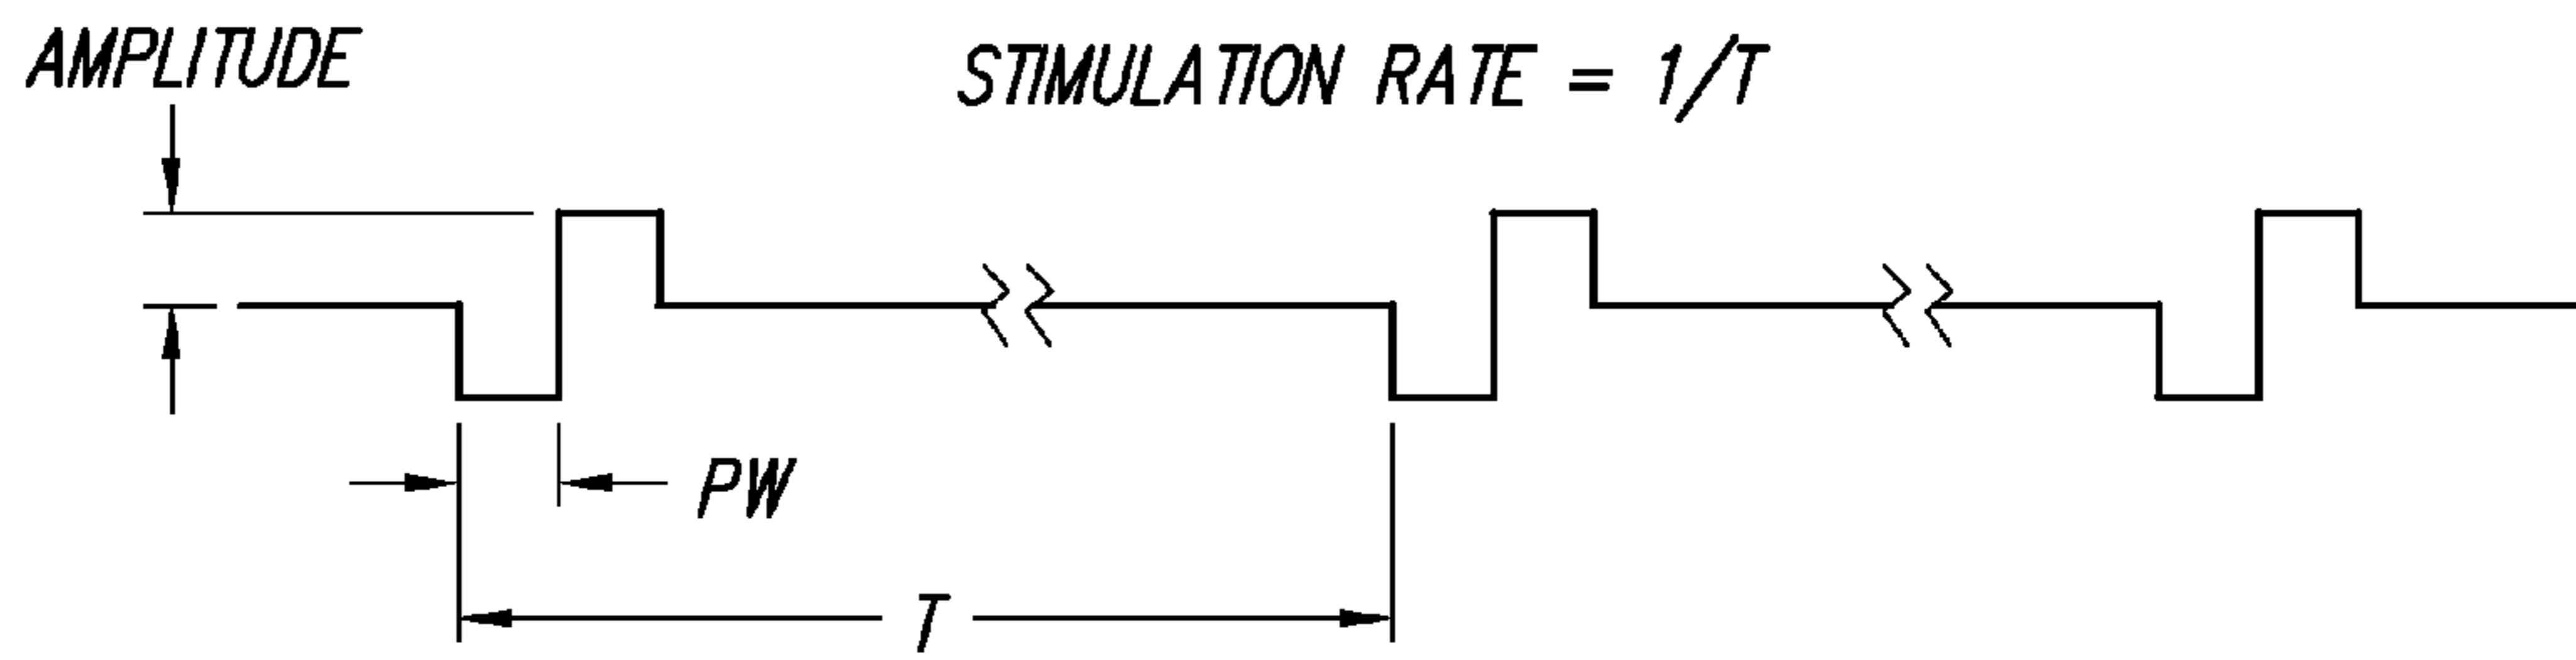 AMPLITUDE
STIMULATION RATE = 1/T
PW
T